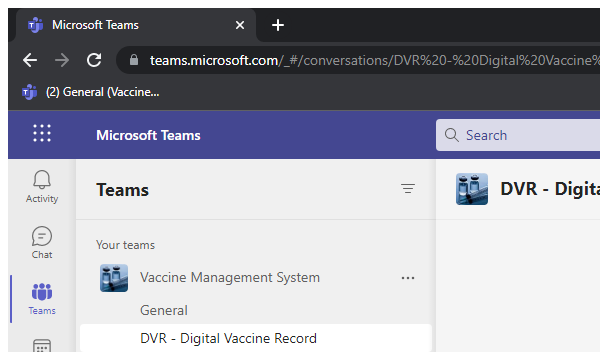 Microsoft Teams
teams.microsoft.com/_#/conversations/DVR%20-%20Digital%20Vaccine%
(2) General (Vaccine...
Microsoft Teams
Search
Activity
Chat
Teams
Teams
Your teams
Vaccine Management System
General
DVR - Digital Vaccine Record
DVR - Digita